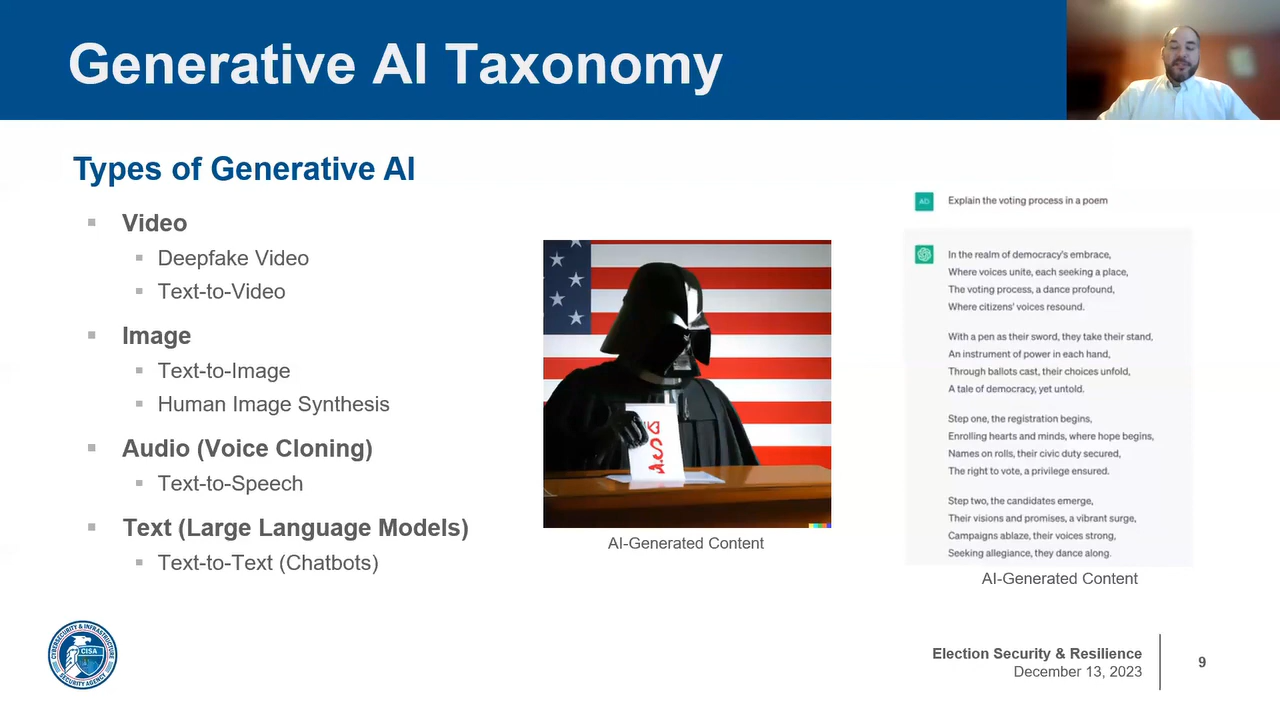 Generative AI Taxonomy
Types of Generative AI
Video
Deepfake Video
Text-to-Video
Image
Text-to-Image
Human Image Synthesis
Audio (Voice Cloning)
Text-to-Speech
Text (Large Language Models)
Text-to-Text (Chatbots)
AI-Generated Content
AD
Explain the voting process in a poem
In the realm of democracy's embrace,
Where voices unite, each seeking a place,
The voting process, a dance profound,
Where citizens' voices resound.
With a pen as their sword, they take their stand,
An instrument of power in each hand,
Through ballots cast, their choices unfold,
A tale of democracy, yet untold.
Step one, the registration begins,
Enrolling hearts and minds, where hope begins,
Names on rolls, their civic duty secured,
The right to vote, a privilege ensured.
Step two, the candidates emerge,
Their visions and promises, a vibrant surge,
Campaigns ablaze, their voices strong,
Seeking allegiance, they dance along.
AI-Generated Content
CYBERSECURITY & INFRASTRUCTURE
CISA
SECURITY AGENCY
Election Security & Resilience
December 13, 2023
9